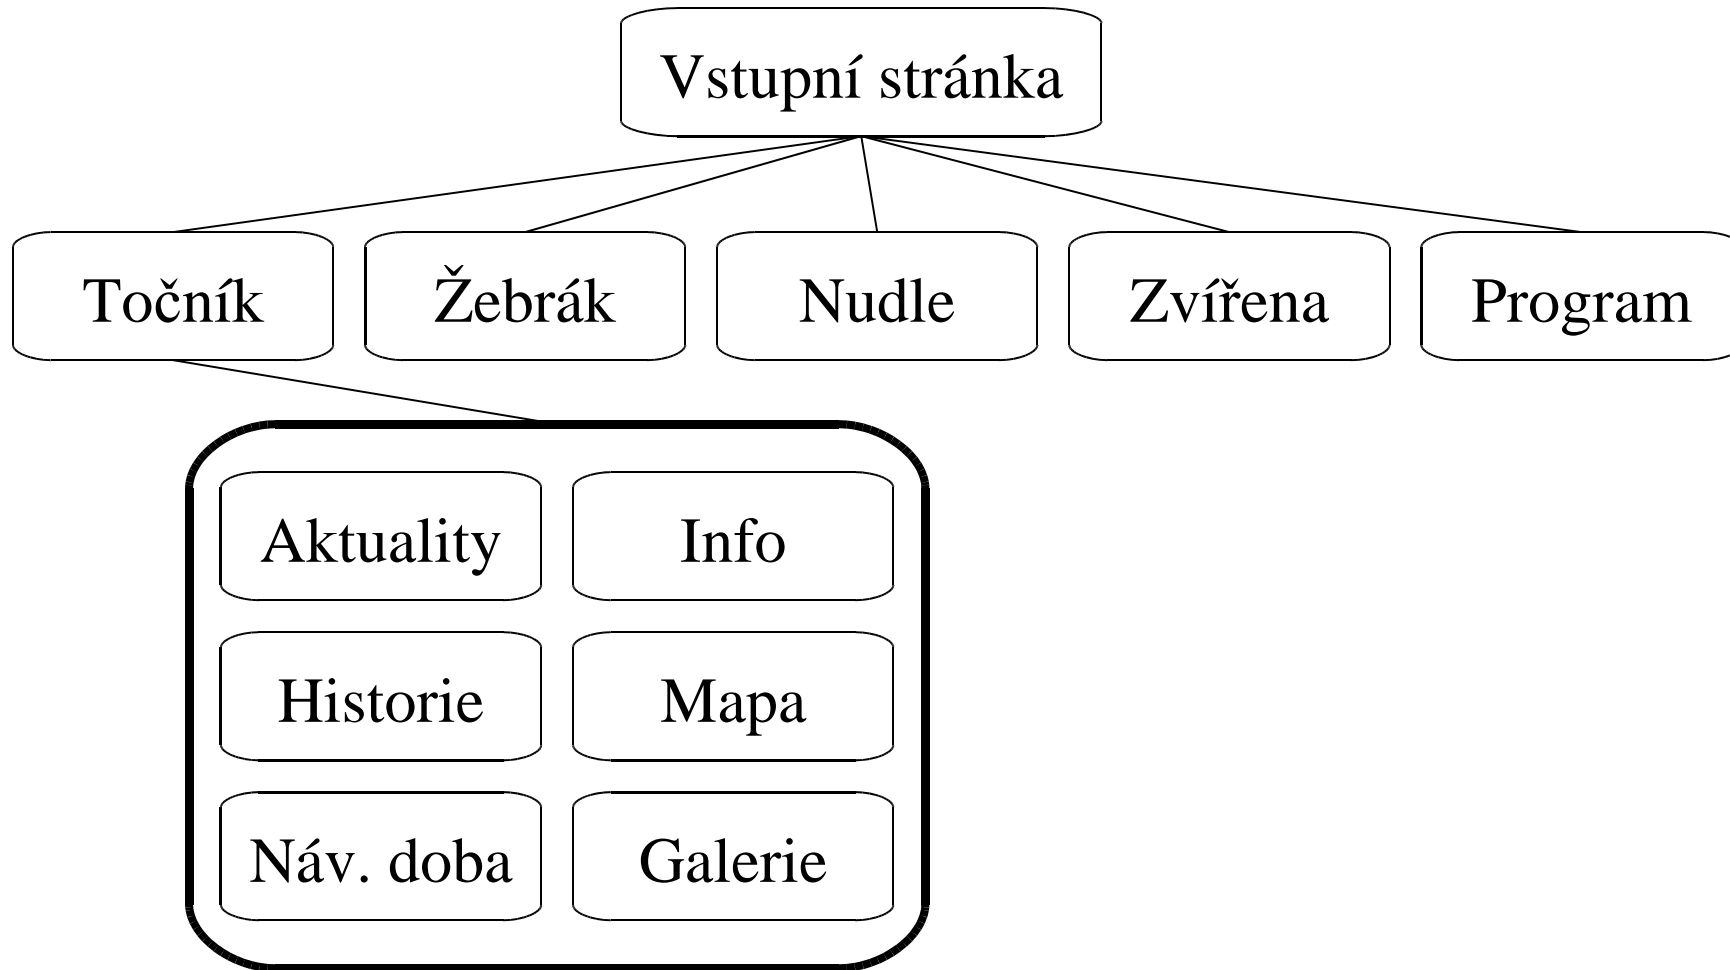 Vstupní stránka
Točník
Žebrák
Nudle
Zvířena
Program
Aktuality
Info
Historie
Mapa
Náv. doba
Galerie